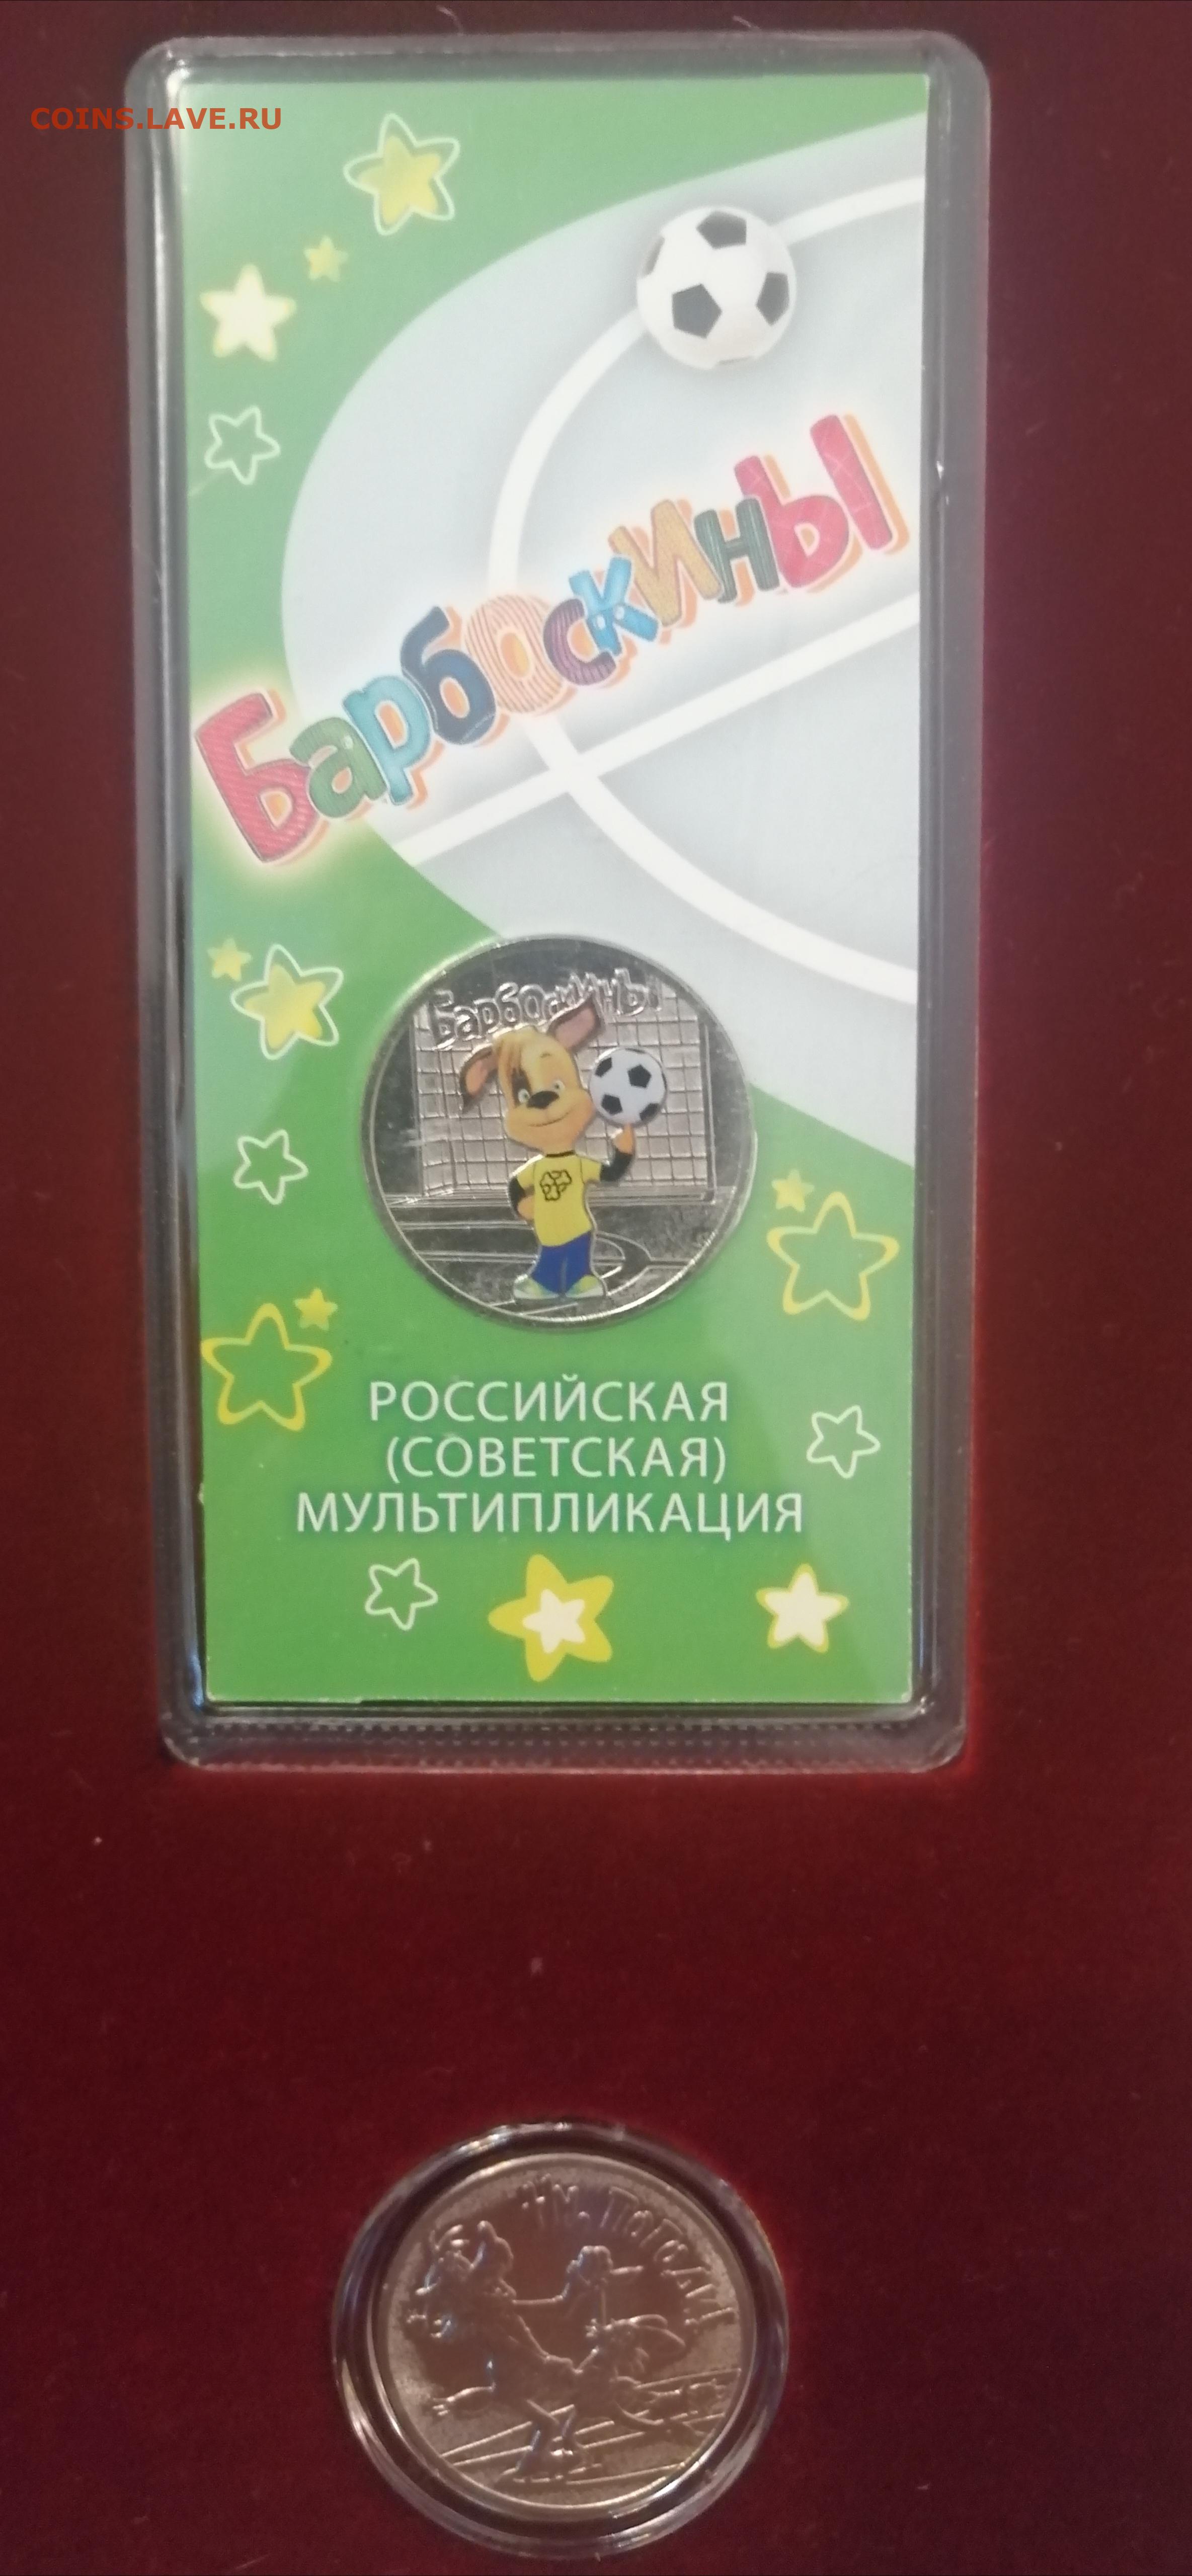 COINS.LAVE.RU
Барбоскины
Барбоскины
РОССИЙСКАЯ
(СОВЕТСКАЯ)
МУЛЬТИПЛИКАЦИЯ
НУ, ПОГОДИ